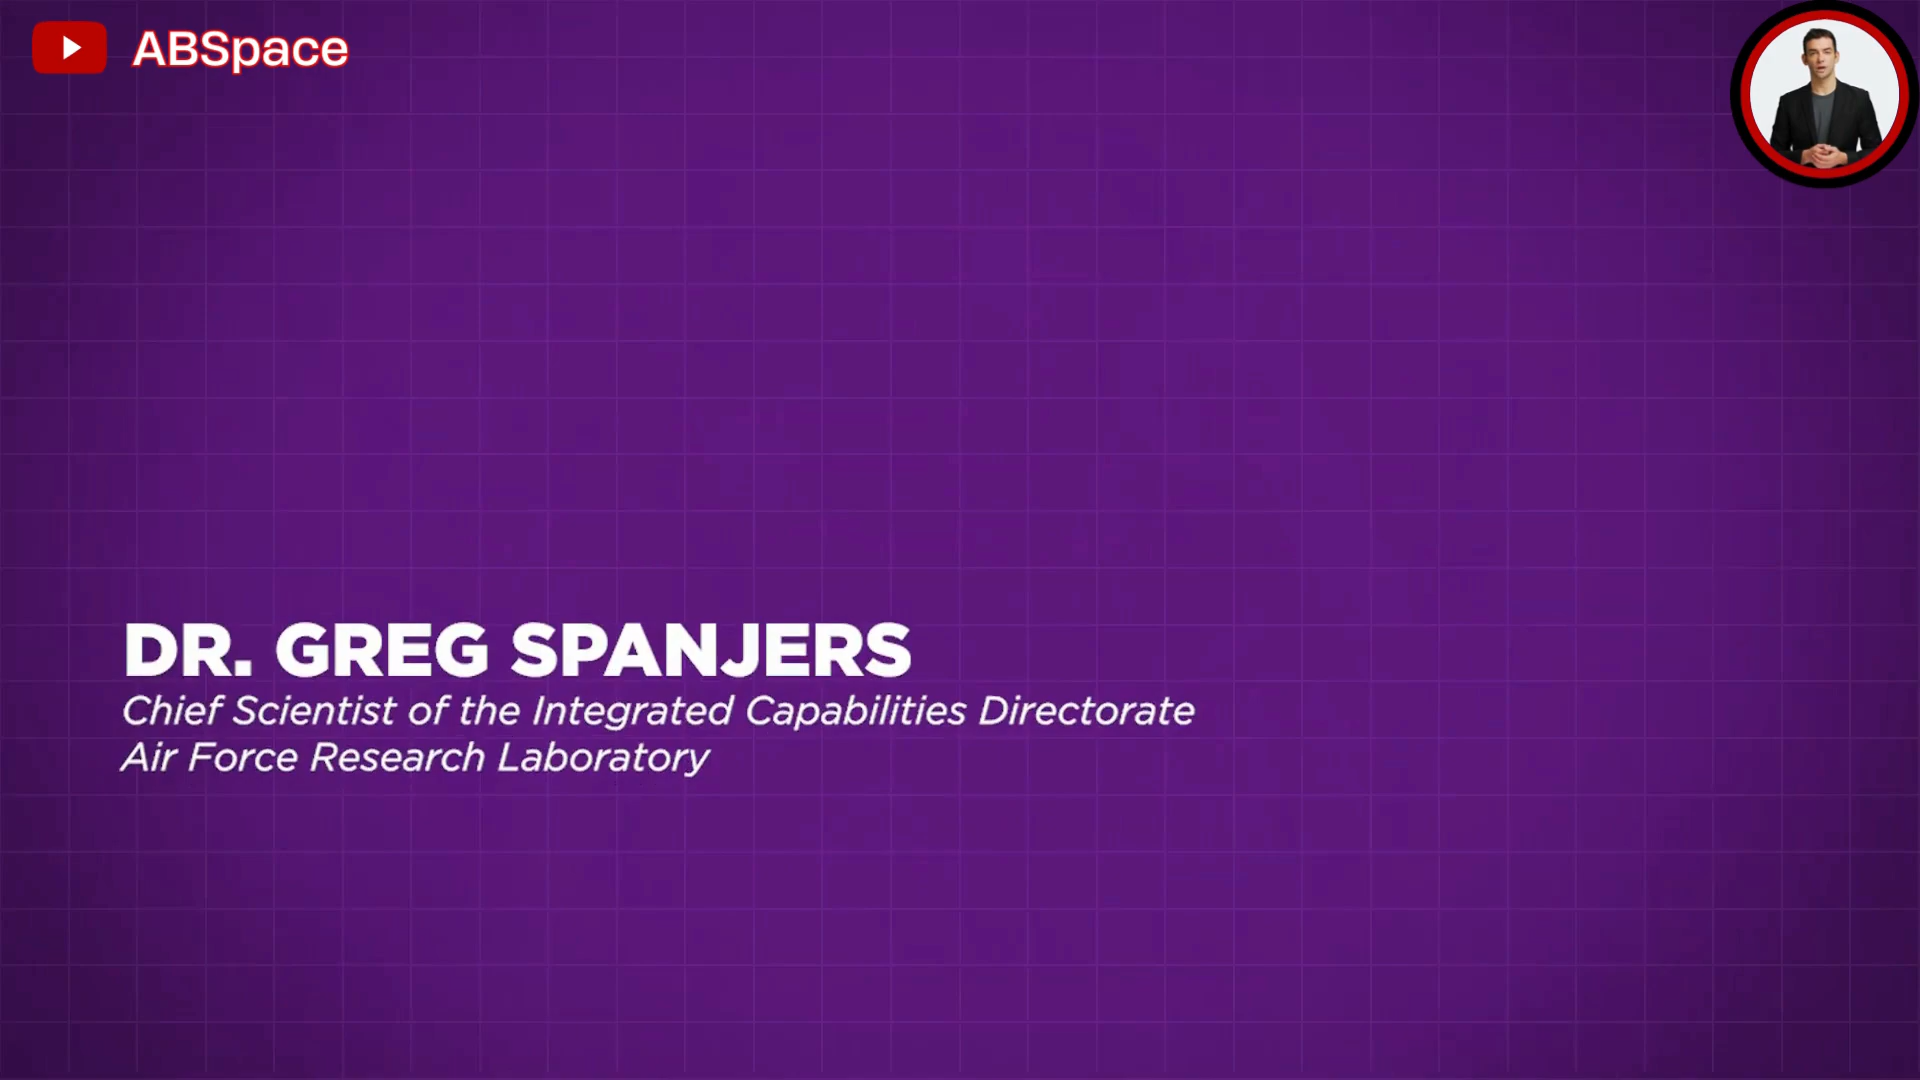 ABSpace
DR. GREG SPANJERS
Chief Scientist of the Integrated Capabilities Directorate
Air Force Research Laboratory